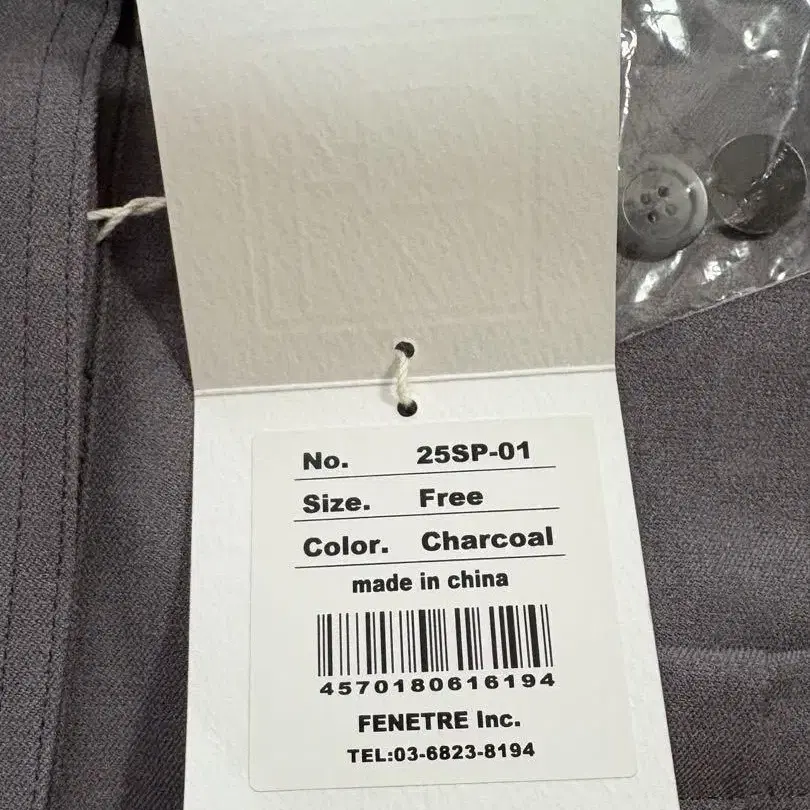 No. 25SP-01
Size. Free
Color. Charcoal
made in china
4570180616194
FENETRE Inc.
TEL:03-6823-8194